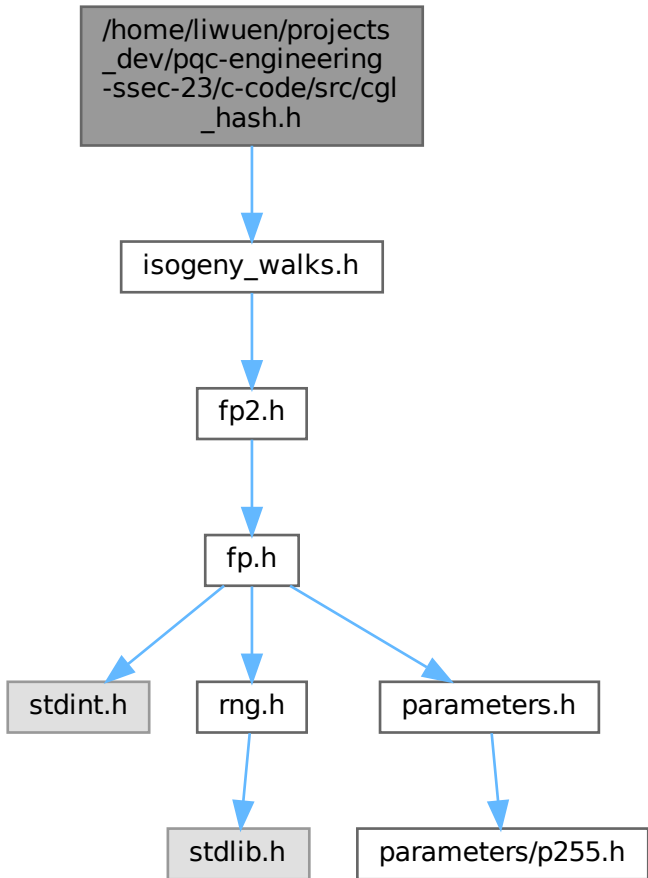 /home/liwuen/projects
_dev/pqc-engineering
-ssec-23/c-code/src/cgl
_hash.h
isogeny_walks.h
fp2.h
fp.h
stdint.h
rng.h
parameters.h
stdlib.h
parameters/p255.h